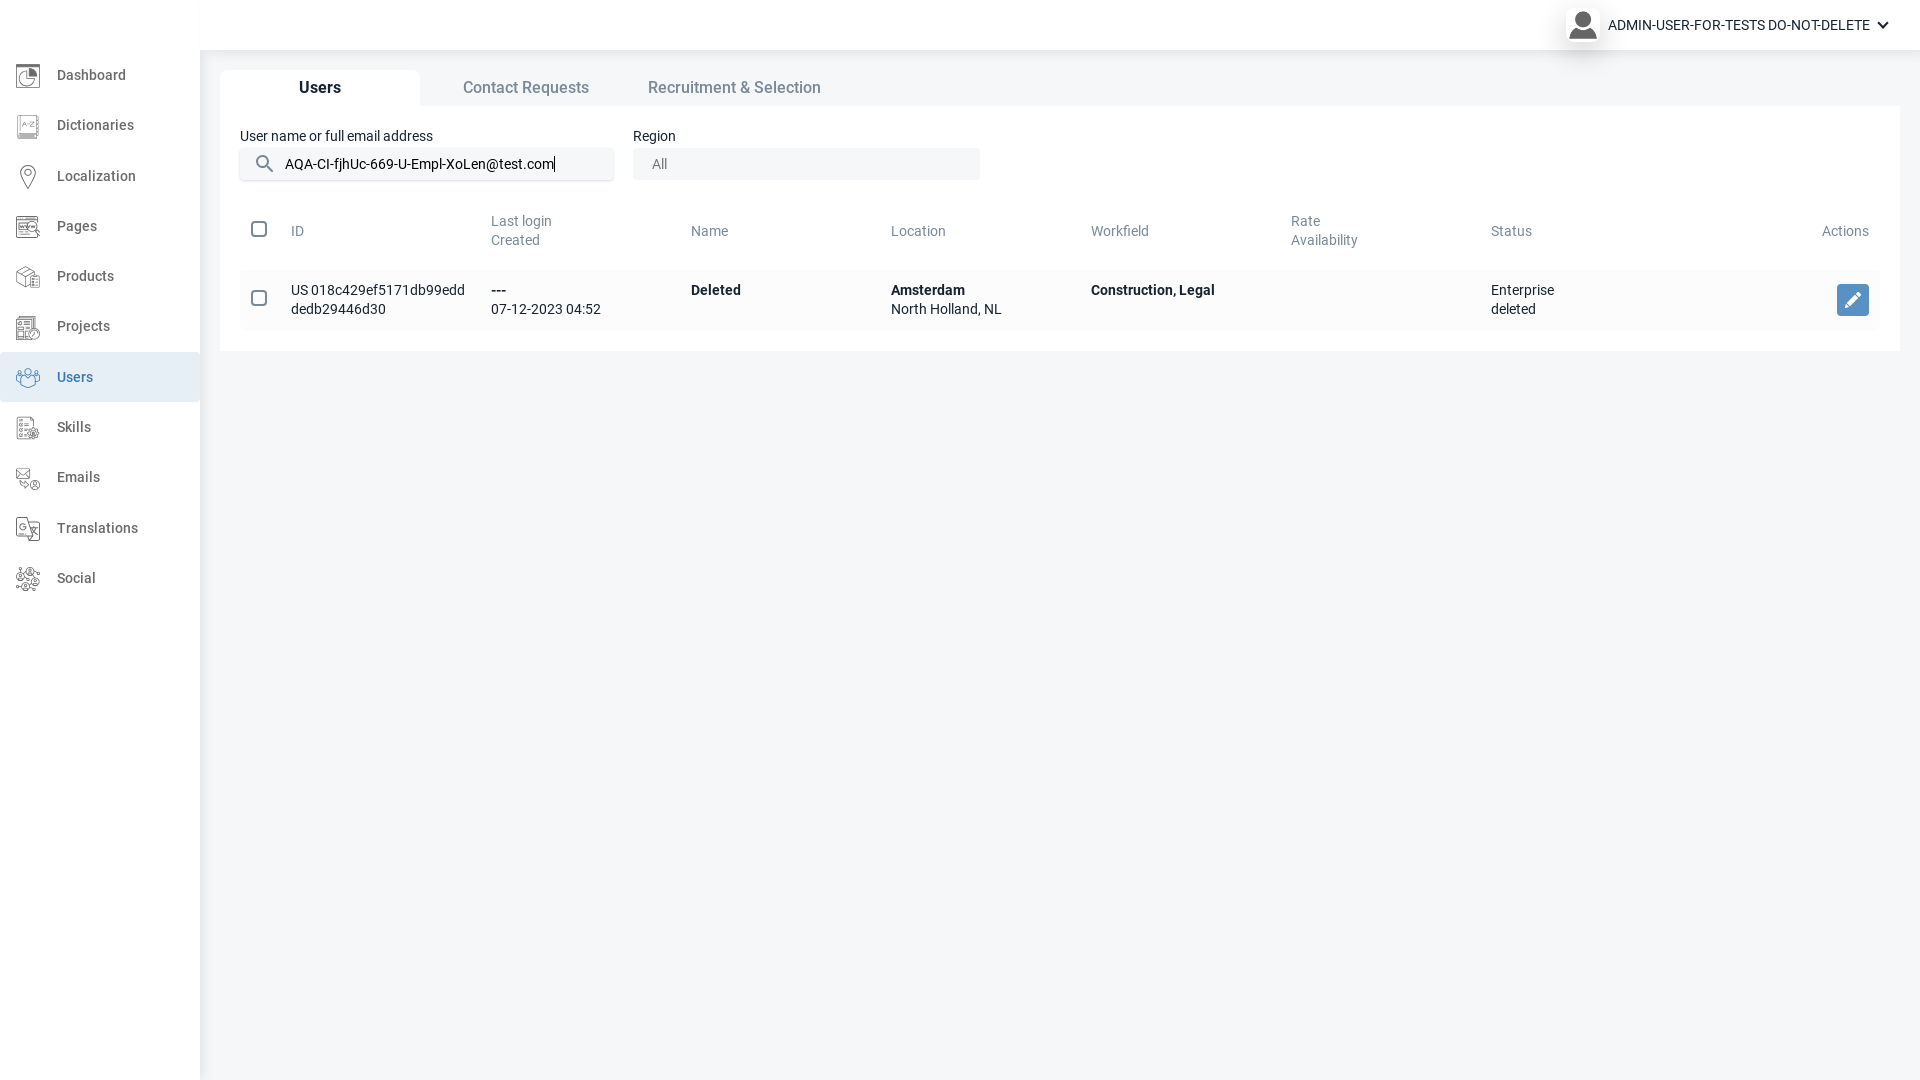 ADMIN-USER-FOR-TESTS DO-NOT-DELETE
Dashboard
Dictionaries
Localization
Pages
Products
Projects
Users
Skills
Emails
Translations
Social
Users
Contact Requests
Recruitment & Selection
User name or full email address
Region
AQA-CI-fjhUc-669-U-Empl-XoLen@test.com
All
ID
Last login
Created
Name
Location
Workfield
Rate
Availability
Status
Actions
US 018c429ef5171db99edd
dedb29446d30
---
07-12-2023 04:52
Deleted
Amsterdam
North Holland, NL
Construction, Legal
Enterprise
deleted